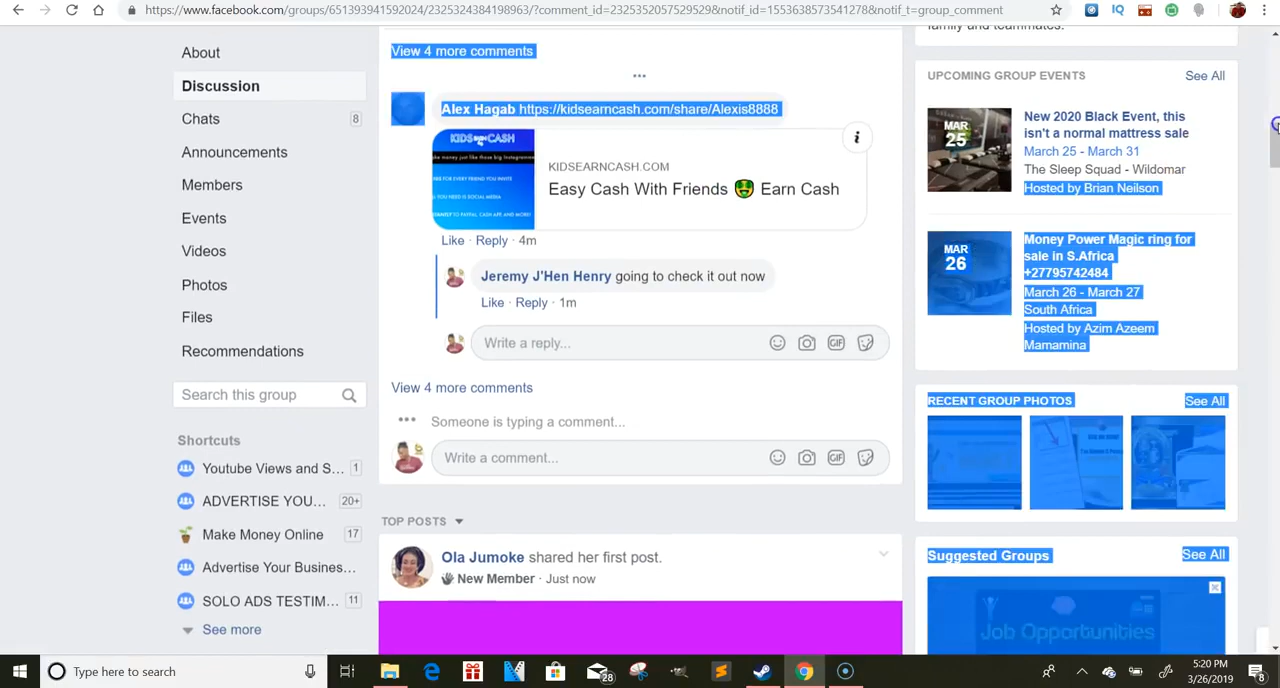 https://www.facebook.com/groups/651393941592024/2325324384198963/?comment_id=2325352057529529&notif_id=1553638573541278&notif_t=group_comment
About
Discussion
Chats
8
Announcements
Members
Events
Videos
Photos
Files
Recommendations
Search this group
Shortcuts
Youtube Views and S...
1
ADVERTISE YOU...
20+
Make Money Online
17
Advertise Your Busines...
SOLO ADS TESTIM...
11
See more
View 4 more comments
Alex Hagab https://kidsearncash.com/share/Alexis8888
KIDSEARNCASH.COM
Easy Cash With Friends 🤑 Earn Cash
Like · Reply · 4m
Jeremy J'Hen Henry going to check it out now
Like · Reply · 1m
Write a reply...
GIF
View 4 more comments
Someone is typing a comment...
Write a comment...
GIF
TOP POSTS
Ola Jumoke shared her first post.
New Member · Just now
family and teammates.
UPCOMING GROUP EVENTS
See All
MAR
25
New 2020 Black Event, this
isn't a normal mattress sale
March 25 - March 31
The Sleep Squad - Wildomar
Hosted by Brian Neilson
MAR
26
Money Power Magic ring for
sale in S.Africa
+27795742484
March 26 - March 27
South Africa
Hosted by Azim Azeem
Mamamina
RECENT GROUP PHOTOS
See All
Suggested Groups
See All
Job Opportunities
Type here to search
28
5:20 PM
3/26/2019
8